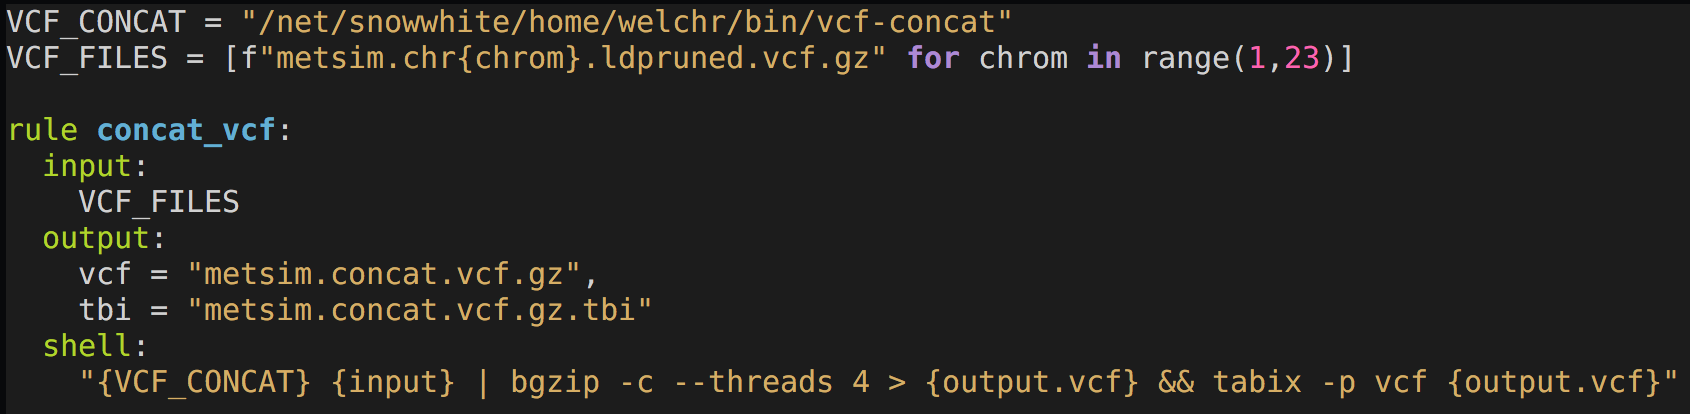 VCF_CONCAT = "/net/snowwhite/home/welchr/bin/vcf-concat"
VCF_FILES = [f"metsim.chr{chrom}.ldpruned.vcf.gz" for chrom in range(1,23)]
rule concat_vcf:
input:
VCF_FILES
output:
vcf = "metsim.concat.vcf.gz",
tbi = "metsim.concat.vcf.gz.tbi"
shell:
"{VCF_CONCAT} {input} | bgzip -c --threads 4 > {output.vcf} && tabix -p vcf {output.vcf}"